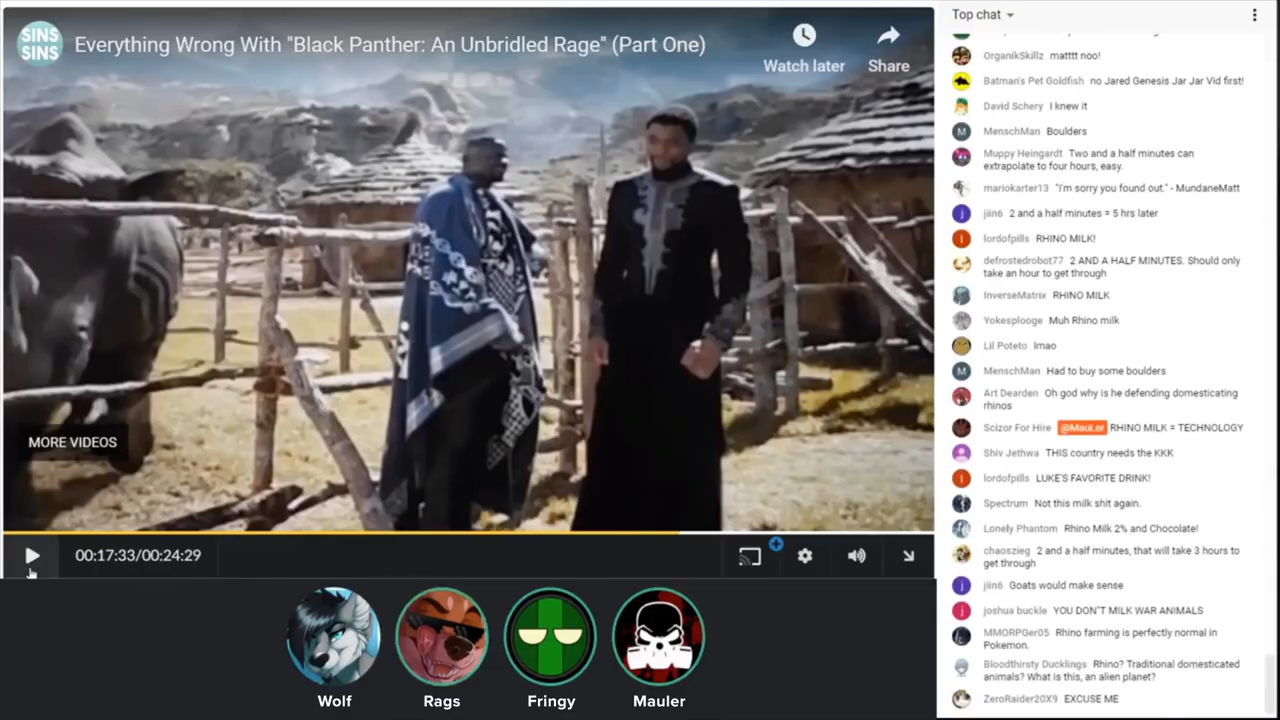 SINS
SINS
Everything Wrong With "Black Panther: An Unbridled Rage" (Part One)
Watch later
Share
MORE VIDEOS
00:17:33/00:24:29
Wolf
Rags
Fringy
Mauler
Top chat
OrganikSkillz matttt noo!
Batman's Pet Goldfish no Jared Genesis Jar Jar Vid first!
David Schery I knew it
M
MenschMan Boulders
Muppy Heingardt Two and a half minutes can
extrapolate to four hours, easy.
mariokarter13 "I'm sorry you found out." - MundaneMatt
j
jiin6 2 and a half minutes = 5 hrs later
l
lordofpills RHINO MILK!
defrostedrobot77 2 AND A HALF MINUTES. Should only
take an hour to get through
InverseMatrix RHINO MILK
Yokesplooge Muh Rhino milk
Lil Poteto lmao
M
MenschMan Had to buy some boulders
Art Dearden Oh god why is he defending domesticating
rhinos
Scizor For Hire @MauLer RHINO MILK = TECHNOLOGY
Shiv Jethwa THIS country needs the KKK
l
lordofpills LUKE'S FAVORITE DRINK!
Spectrum Not this milk shit again.
Lonely Phantom Rhino Milk 2% and Chocolate!
chaoszieg 2 and a half minutes, that will take 3 hours to
get through
j
jiin6 Goats would make sense
joshua buckle YOU DON"T MILK WAR ANIMALS
MMORPGer05 Rhino farming is perfectly normal in
Pokemon.
Bloodthirsty Ducklings Rhino? Traditional domesticated
animals? What is this, an alien planet?
ZeroRaider20X9 EXCUSE ME